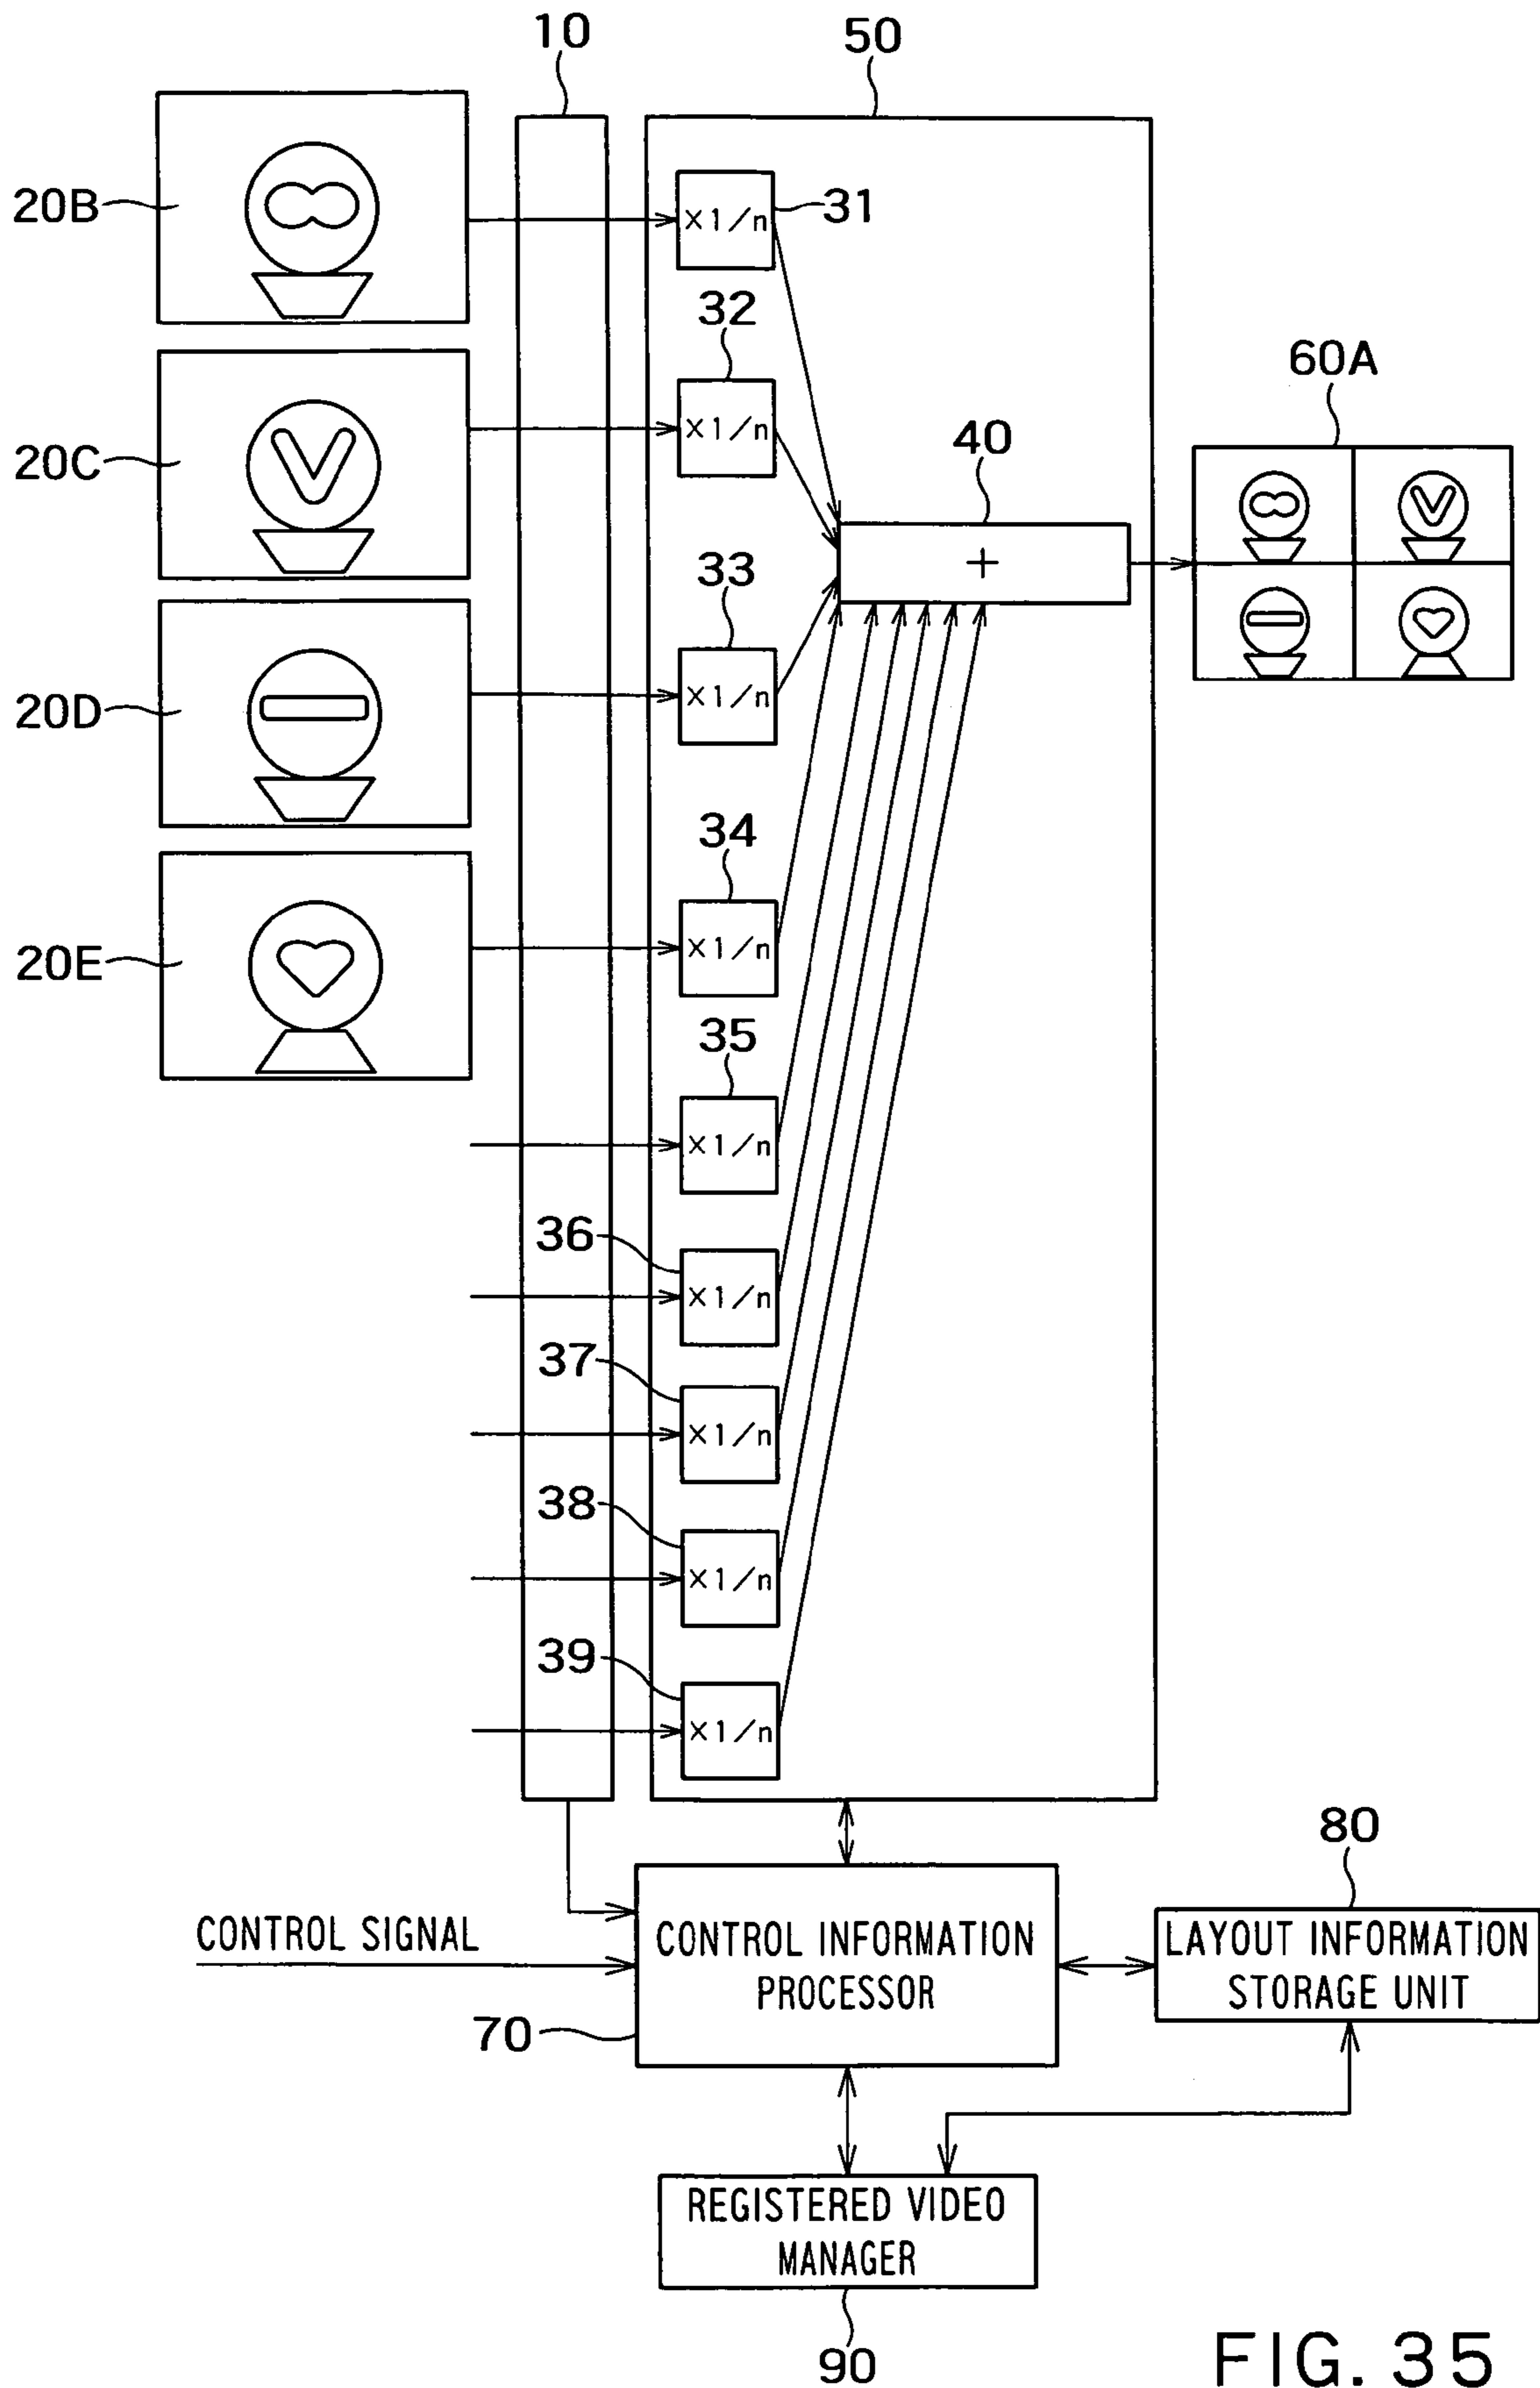 10
50
20B
×1/n
31
32
60A
20C
×1/n
40
+
33
20D
×1/n
34
20E
×1/n
35
×1/n
36
×1/n
37
×1/n
38
×1/n
39
×1/n
80
CONTROL SIGNAL
CONTROL INFORMATION
PROCESSOR
LAYOUT INFORMATION
STORAGE UNIT
70
REGISTERED VIDEO
MANAGER
90
FIG. 35